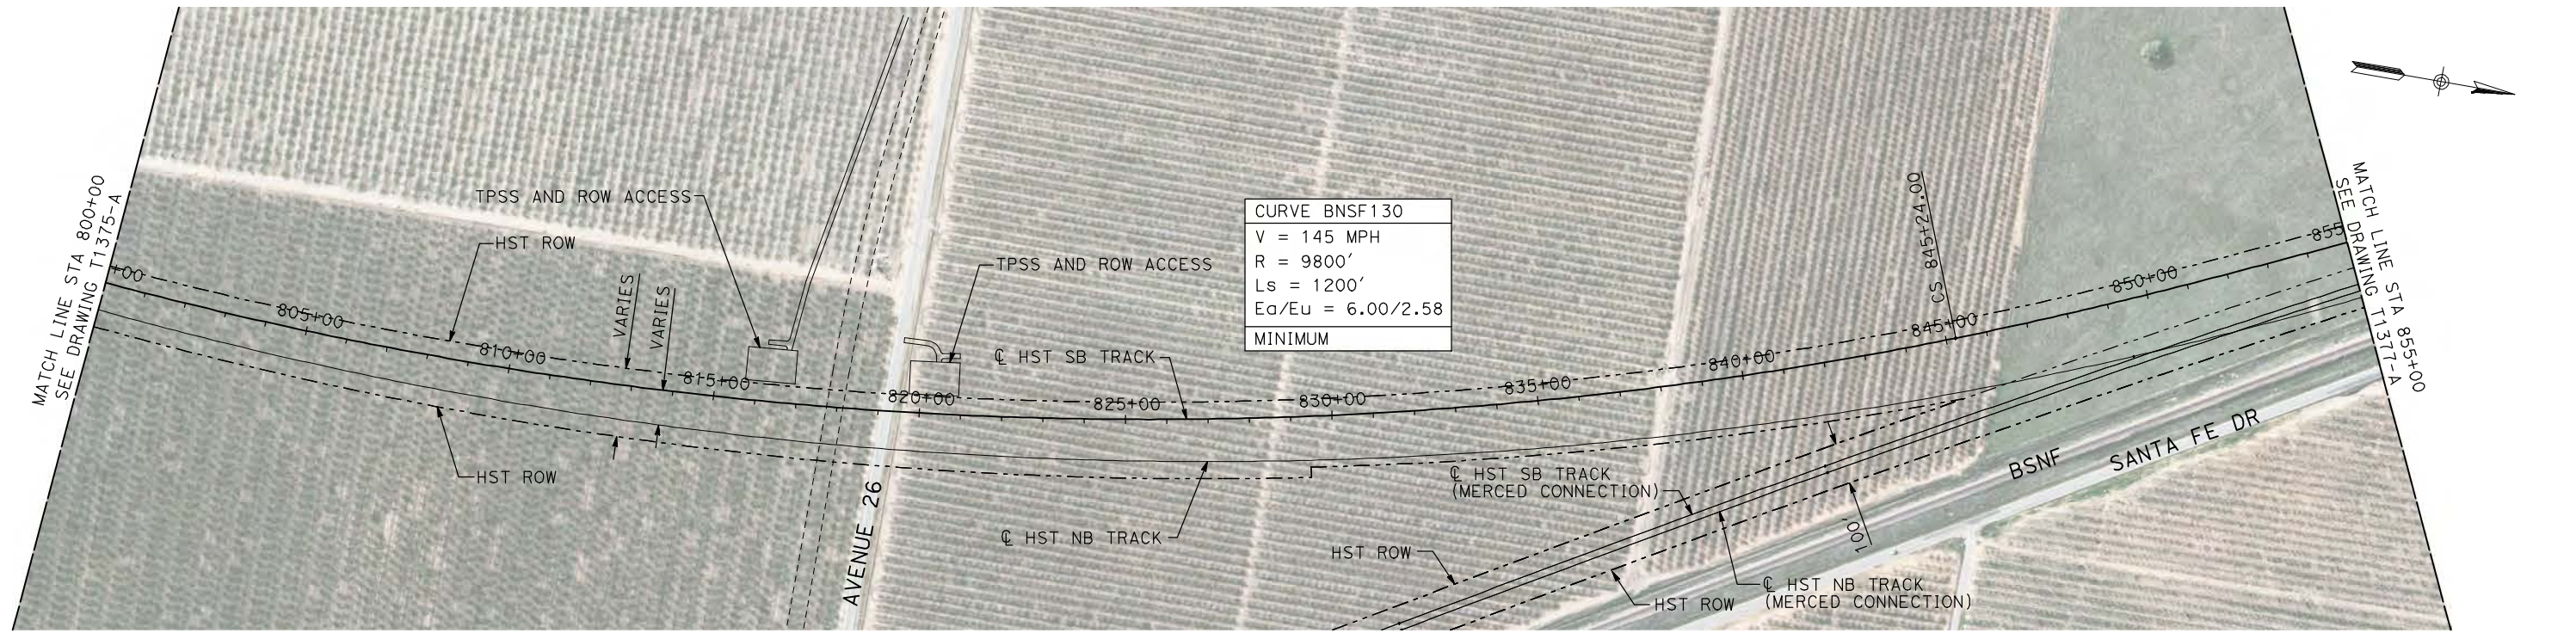 MATCH LINE STA 800+00
SEE DRAWING T1375-A
+00
805+00
810+00
815+00
820+00
825+00
830+00
835+00
840+00
845+00
850+00
855
HST ROW
TPSS AND ROW ACCESS
VARIES
VARIES
HST ROW
AVENUE 26
TPSS AND ROW ACCESS
℄ HST SB TRACK
℄ HST NB TRACK
CURVE BNSF130
V = 145 MPH
R = 9800'
Ls = 1200'
Ea/Eu = 6.00/2.58
MINIMUM
CS 845+24.00
℄ HST SB TRACK
(MERCED CONNECTION)
HST ROW
HST ROW
℄ HST NB TRACK
(MERCED CONNECTION)
100'
BSNF
SANTA FE DR
MATCH LINE STA 855+00
SEE DRAWING T1377-A